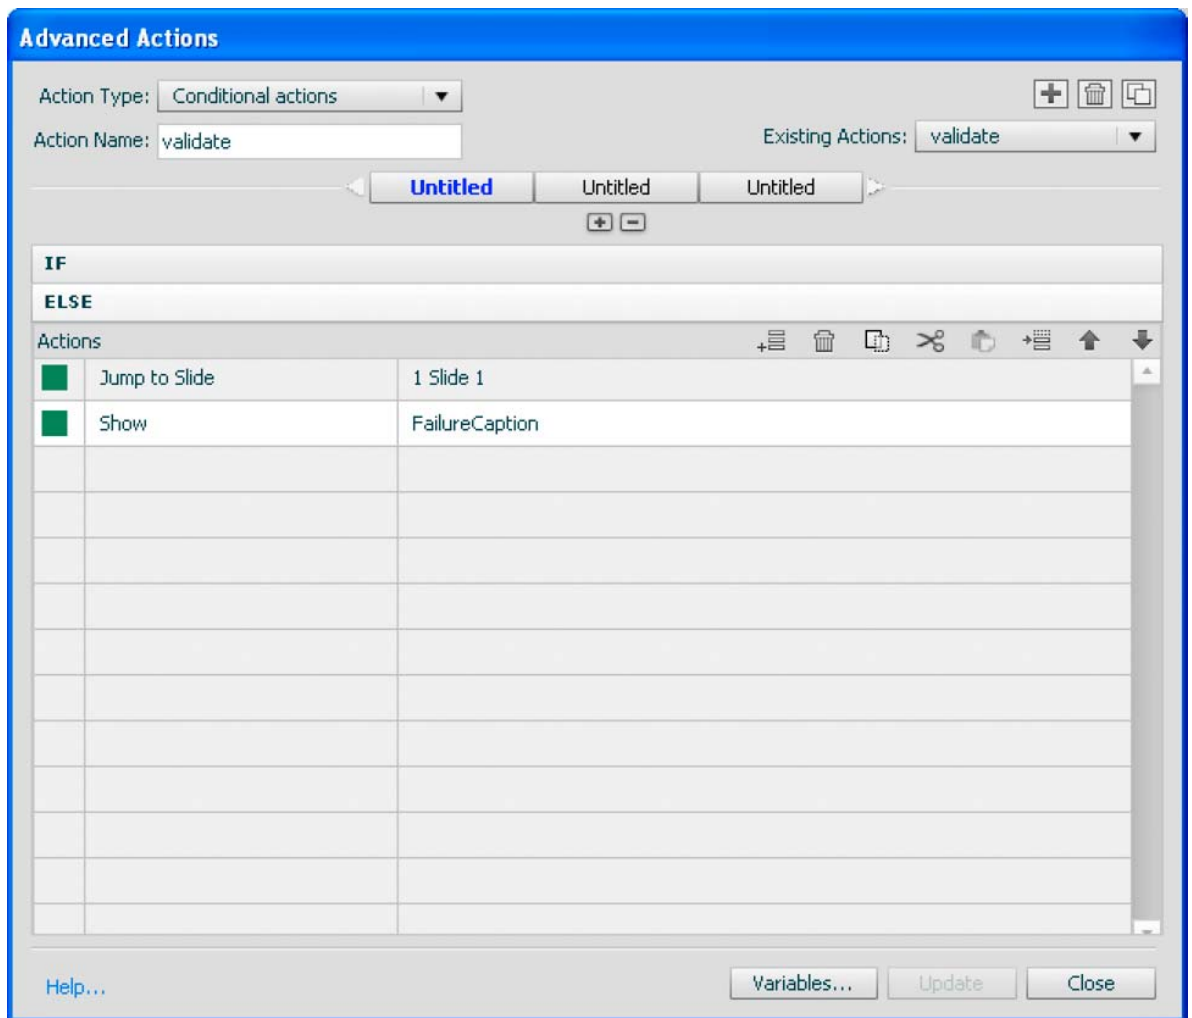 Advanced Actions
Action Type: Conditional actions
Action Name: validate
Existing Actions: validate
Untitled Untitled Untitled
IF
ELSE
Actions
Jump to Slide 1 Slide 1
Show FailureCaption
Help... Variables... Update Close